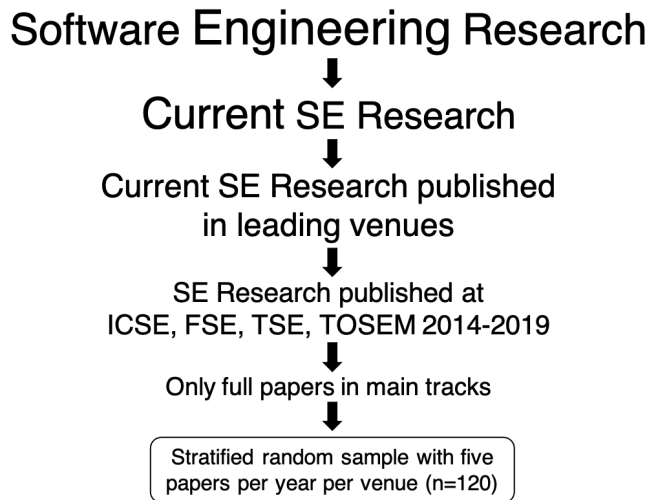 Software Engineering Research
Current SE Research
Current SE Research published
in leading venues
SE Research published at
ICSE, FSE, TSE, TOSEM 2014-2019
Only full papers in main tracks
Stratified random sample with five
papers per year per venue (n=120)